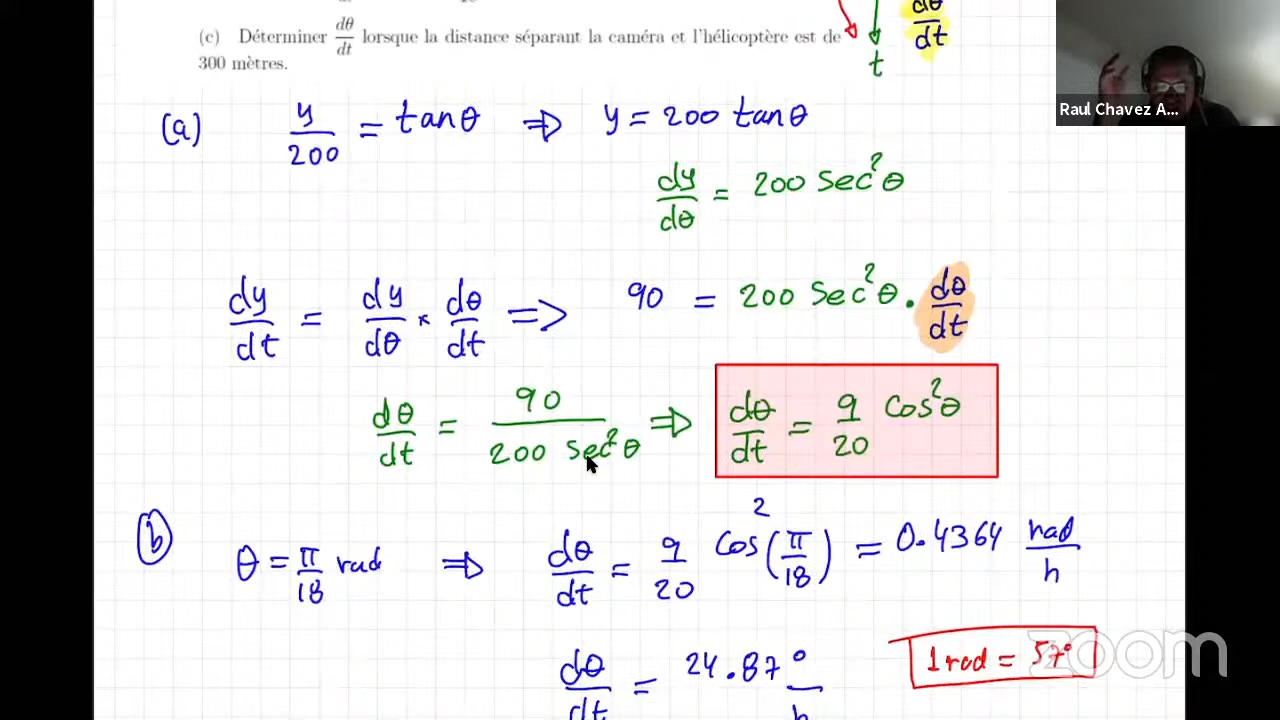 dθ/dt
(c) Déterminer dθ/dt lorsque la distance séparant la caméra et l'hélicoptère est de
300 mètres.
t
Raul Chavez A...
(a) y/200 = tanθ ⇒ y = 200 tanθ
dy/dθ = 200 Sec²θ
dy/dt = dy/dθ * dθ/dt ⇒ 90 = 200 Sec²θ . dθ/dt
dθ/dt = 90/200 Sec²θ ⇒ dθ/dt = 9/20 Cos²θ
(b) θ = π/18 rad ⇒ dθ/dt = 9/20 Cos²(π/18) = 0.4364 rad/h
dθ/dt = 24.87 °/h
1 rad = 57°
zoom